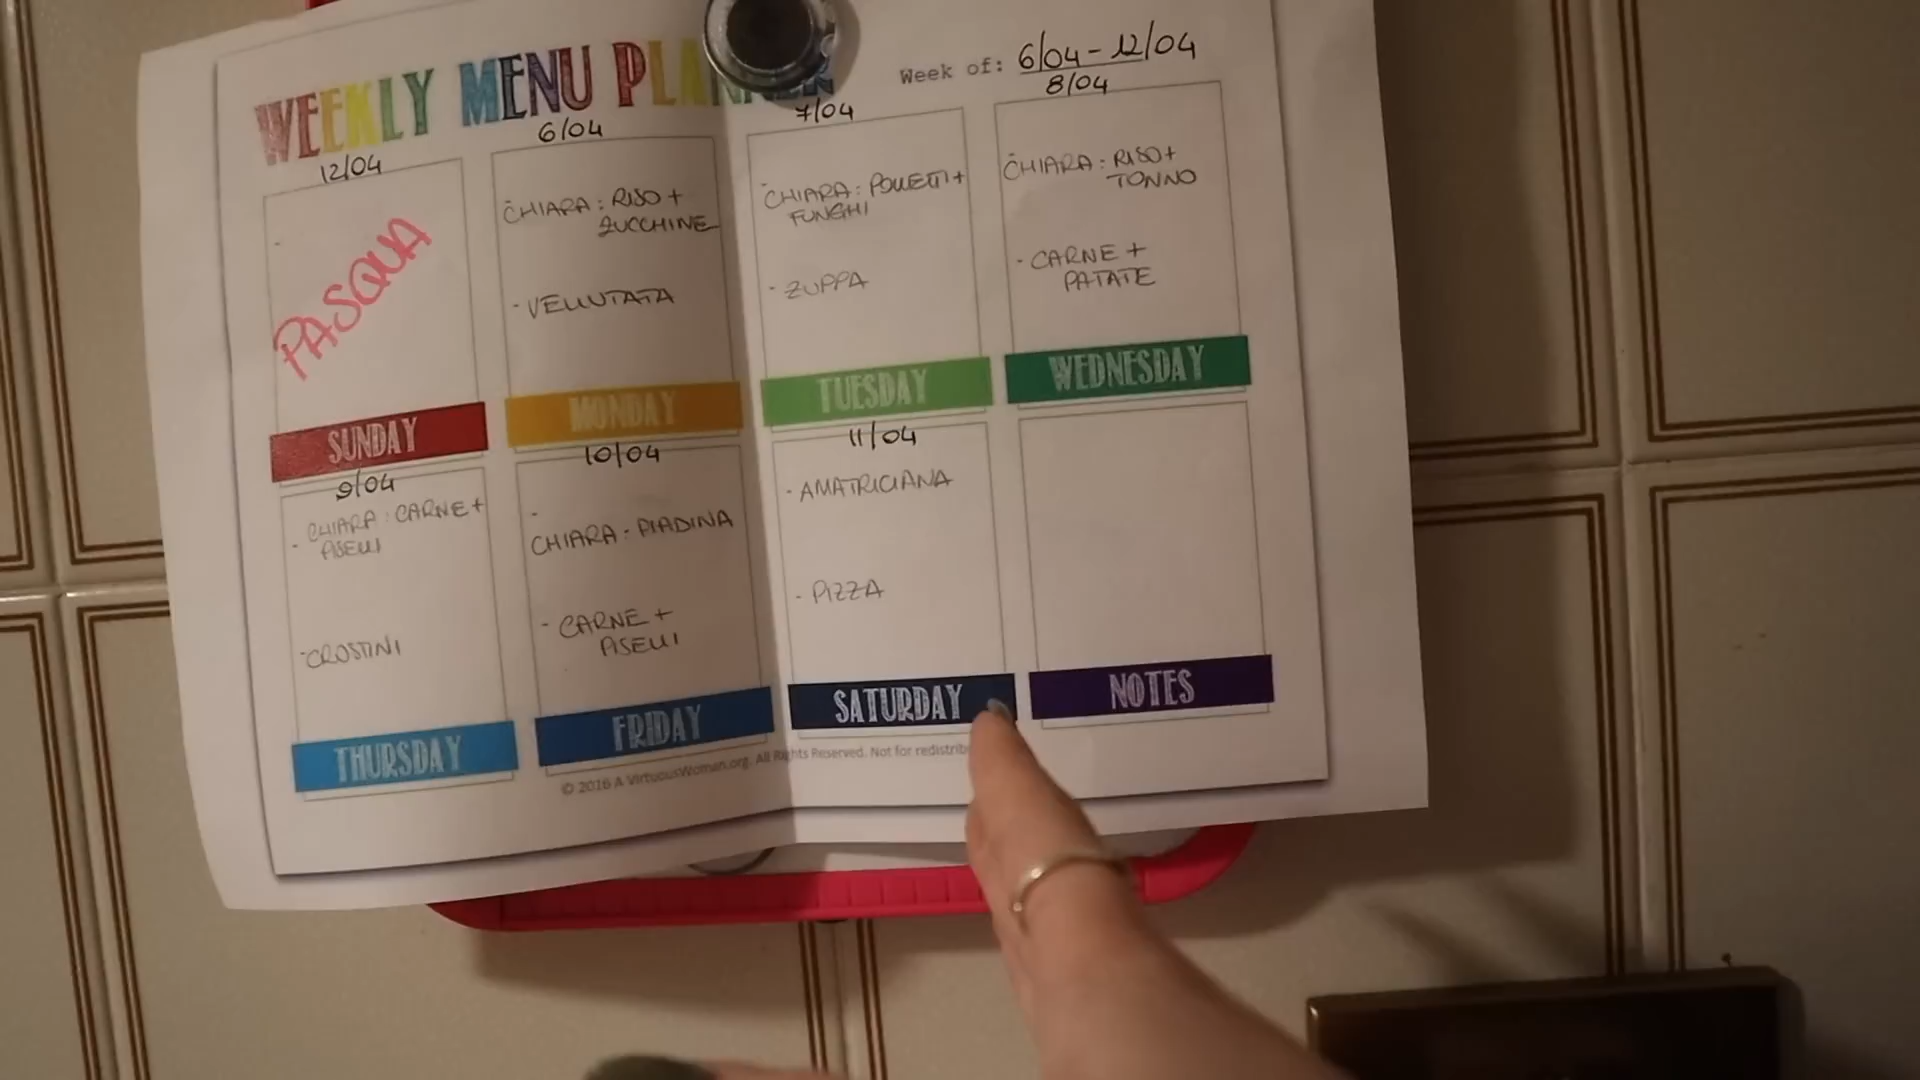 WEEKLY MENU PLANNER
Week of: 6/04 - 12/04
12/04
PASQUA
SUNDAY
6/04
CHIARA: RISO +
ZUCCHINE
- VELLUTATA
MONDAY
7/04
CHIARA: POLLETTI +
FUNGHI
- ZUPPA
TUESDAY
8/04
CHIARA: RISO +
TONNO
- CARNE +
PATATE
WEDNESDAY
9/04
- CHIARA: CARNE +
PISELLI
- CROSTINI
THURSDAY
10/04
-
CHIARA: PIADINA
- CARNE +
PISELLI
FRIDAY
11/04
- AMATRICIANA
- PIZZA
SATURDAY
NOTES
© 2016 A VirtuousWoman.org. All Rights Reserved. Not for redistrib